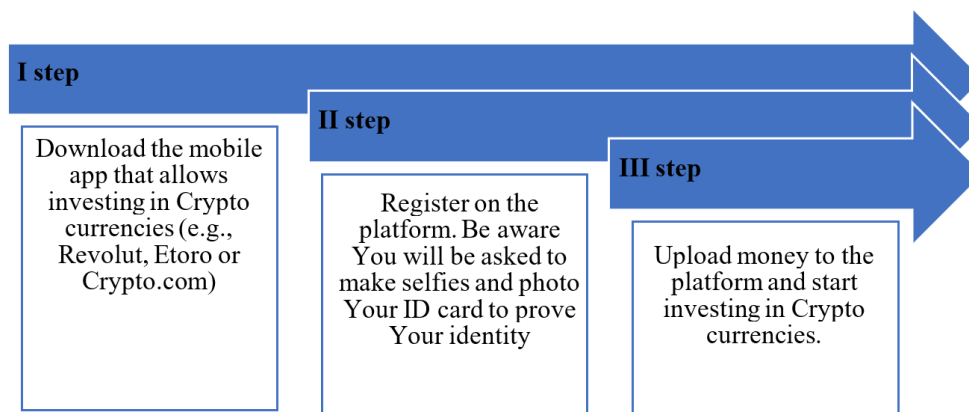 I step
Download the mobile
app that allows
investing in Crypto
currencies (e.g.,
Revolut, Etoro or
Crypto.com)
II step
Register on the
platform. Be aware
You will be asked to
make selfies and photo
Your ID card to prove
Your identity
III step
Upload money to the
platform and start
investing in Crypto
currencies.